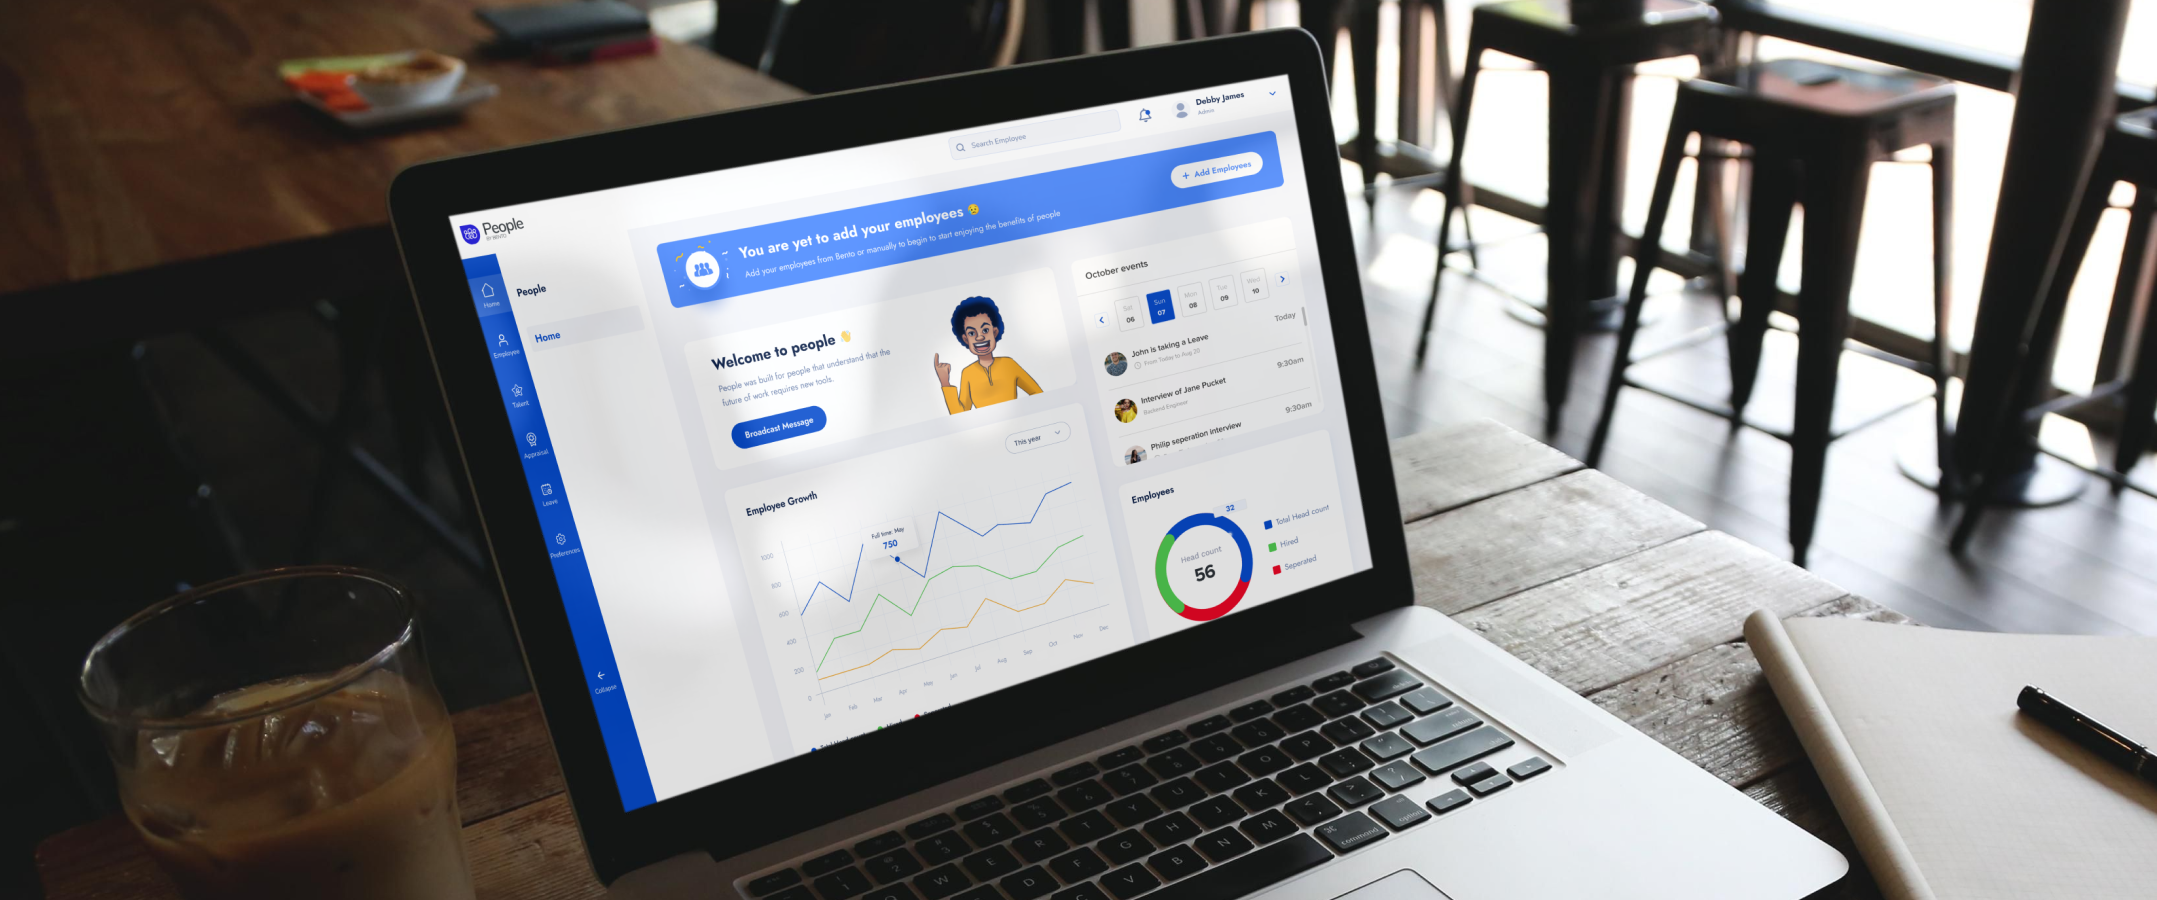 People
BY BENTO
Search Employee
Debby James
Admin
You are yet to add your employees
Add your employees from Bento or manually to begin to start enjoying the benefits of people
+ Add Employees
Home
Employee
Talent
Appraisal
Leave
Preferences
Collapse
People
Home
Welcome to people
People was built for people that understand that the
future of work requires new tools.
Broadcast Message
October events
Sat Sun Mon Tue Wed
06 07 08 09 10
Today
John is taking a Leave
From Today to Aug 20
9:30am
Interview of Jane Pucket
Backend Engineer
9:30am
Philip seperation interview
Employee Growth
This year
Full time: May
750
1000
800
600
400
200
0
Jan Feb Mar Apr May Jun Jul Aug Sep Oct Nov Dec
Employees
32
Head count
56
Total Head count
Hired
Seperated
command
option